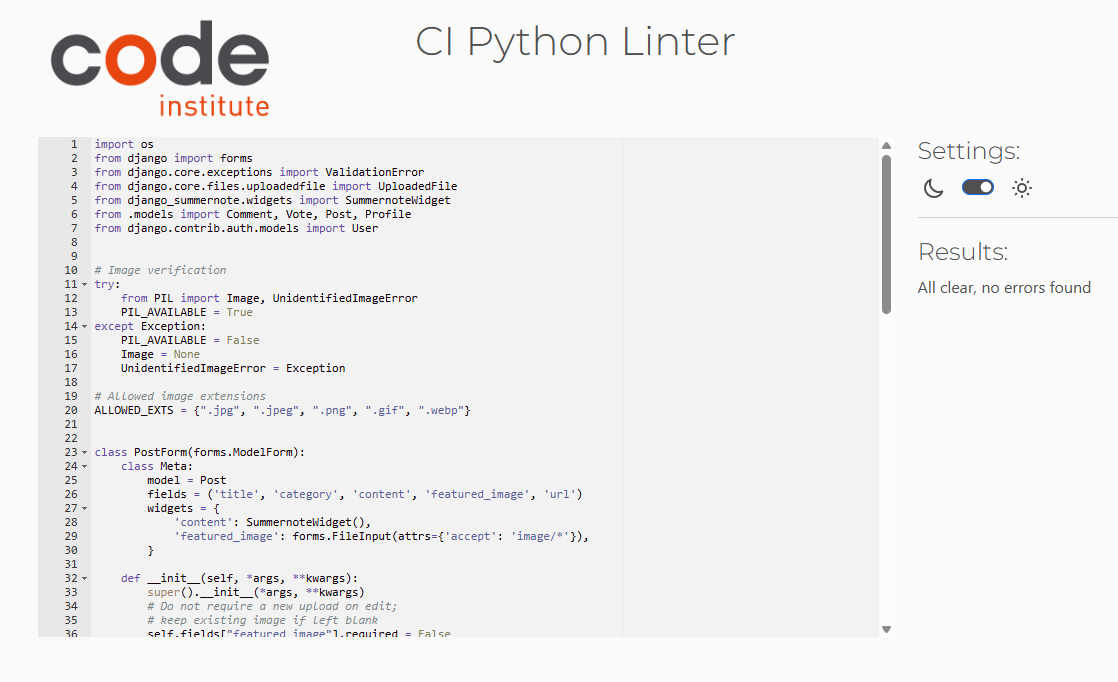 code
institute
CI Python Linter
1 import os
2 from django import forms
3 from django.core.exceptions import ValidationError
4 from django.core.files.uploadedfile import UploadedFile
5 from django_summernote.widgets import SummernoteWidget
6 from .models import Comment, Vote, Post, Profile
7 from django.contrib.auth.models import User
8
9
10 # Image verification
11 try:
12     from PIL import Image, UnidentifiedImageError
13     PIL_AVAILABLE = True
14 except Exception:
15     PIL_AVAILABLE = False
16     Image = None
17     UnidentifiedImageError = Exception
18
19 # Allowed image extensions
20 ALLOWED_EXTS = {".jpg", ".jpeg", ".png", ".gif", ".webp"}
21
22
23 class PostForm(forms.ModelForm):
24     class Meta:
25         model = Post
26         fields = ('title', 'category', 'content', 'featured_image', 'url')
27         widgets = {
28             'content': SummernoteWidget(),
29             'featured_image': forms.FileInput(attrs={'accept': 'image/*'}),
30         }
31
32     def __init__(self, *args, **kwargs):
33         super().__init__(*args, **kwargs)
34         # Do not require a new upload on edit;
35         # keep existing image if left blank
36         self.fields["featured_image"].required = False
Settings:
Results:
All clear, no errors found